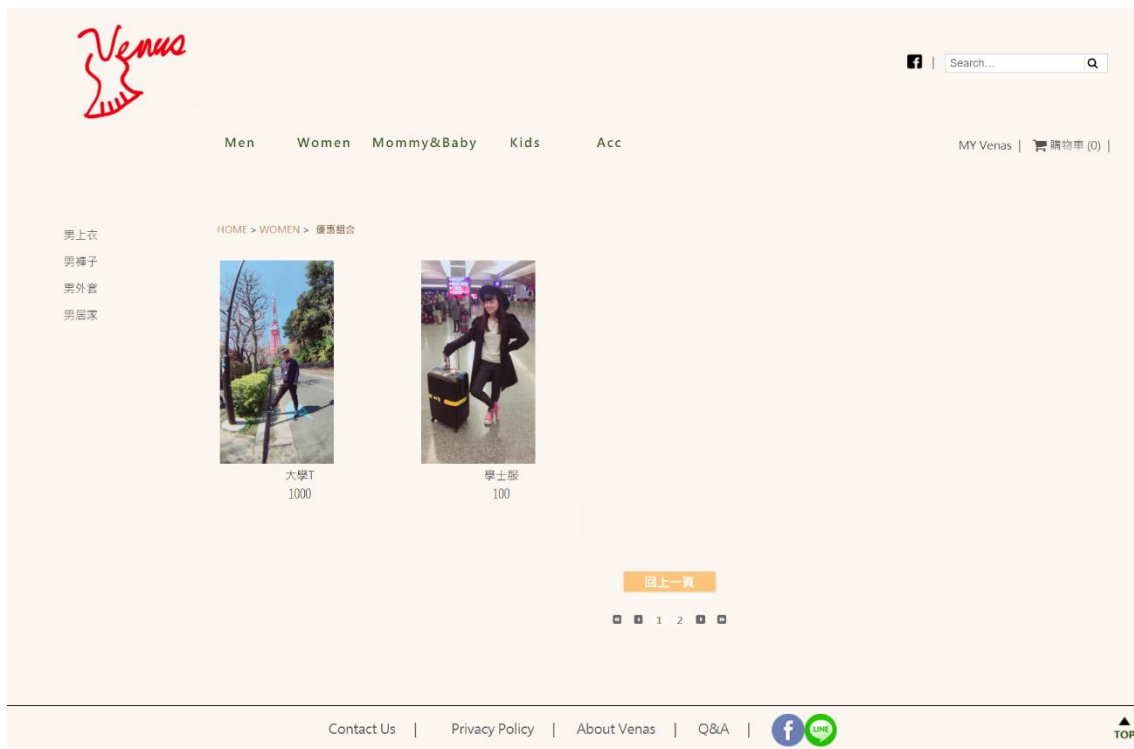 Venus
Search...
Men Women Mommy&Baby Kids Acc
MY Venas | 購物車 (0) |
男上衣
男褲子
男外套
男居家
HOME > WOMEN > 優惠組合
大學T
1000
學士服
100
回上一頁
1 2
Contact Us | Privacy Policy | About Venas | Q&A |
LINE
TOP